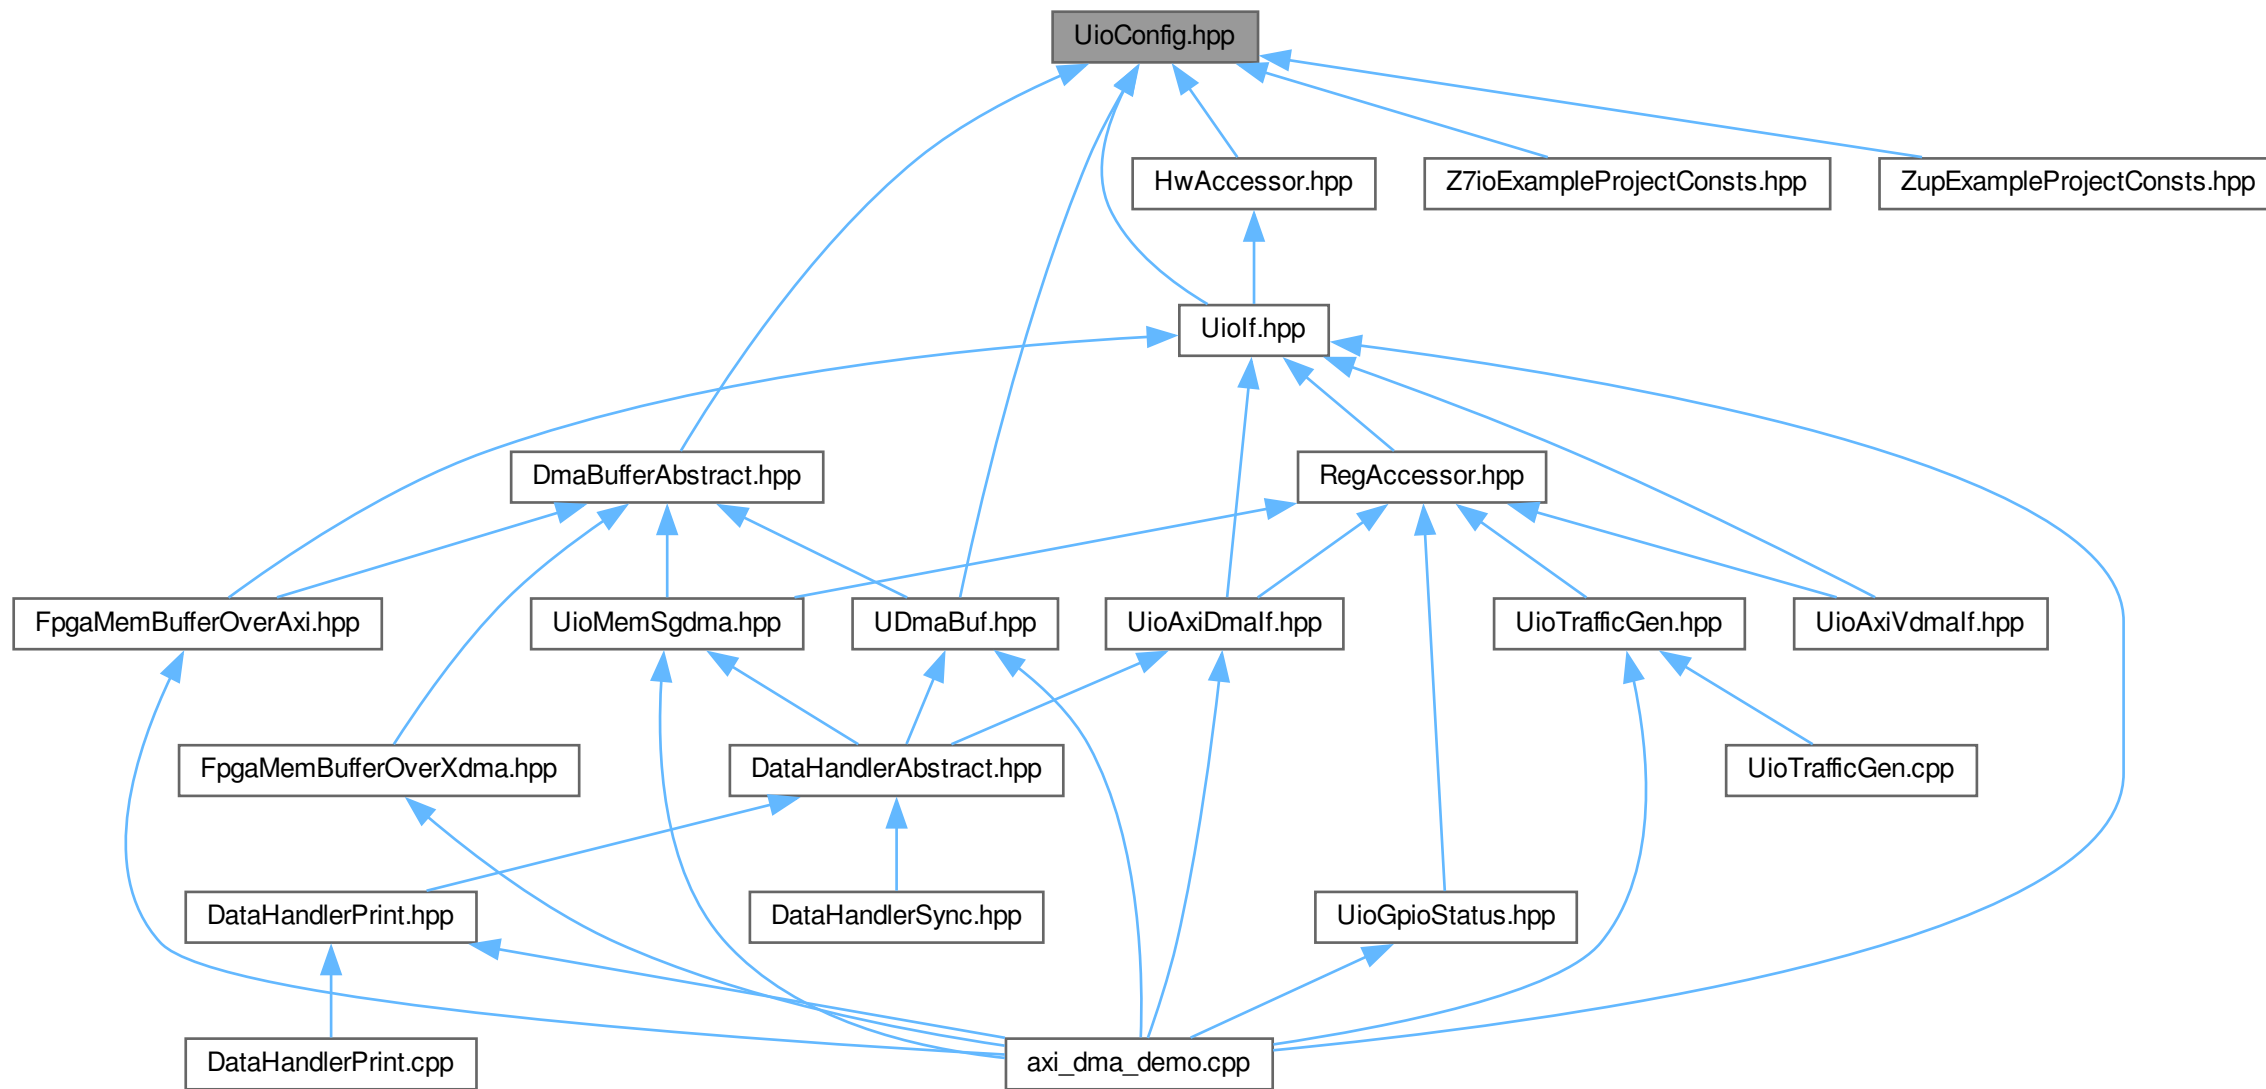 UioConfig.hpp
HwAccessor.hpp
Z7ioExampleProjectConsts.hpp
ZupExampleProjectConsts.hpp
UioIf.hpp
DmaBufferAbstract.hpp
RegAccessor.hpp
FpgaMemBufferOverAxi.hpp
UioMemSgdma.hpp
UDmaBuf.hpp
UioAxiDmaIf.hpp
UioTrafficGen.hpp
UioAxiVdmaIf.hpp
FpgaMemBufferOverXdma.hpp
DataHandlerAbstract.hpp
UioTrafficGen.cpp
DataHandlerPrint.hpp
DataHandlerSync.hpp
UioGpioStatus.hpp
DataHandlerPrint.cpp
axi_dma_demo.cpp